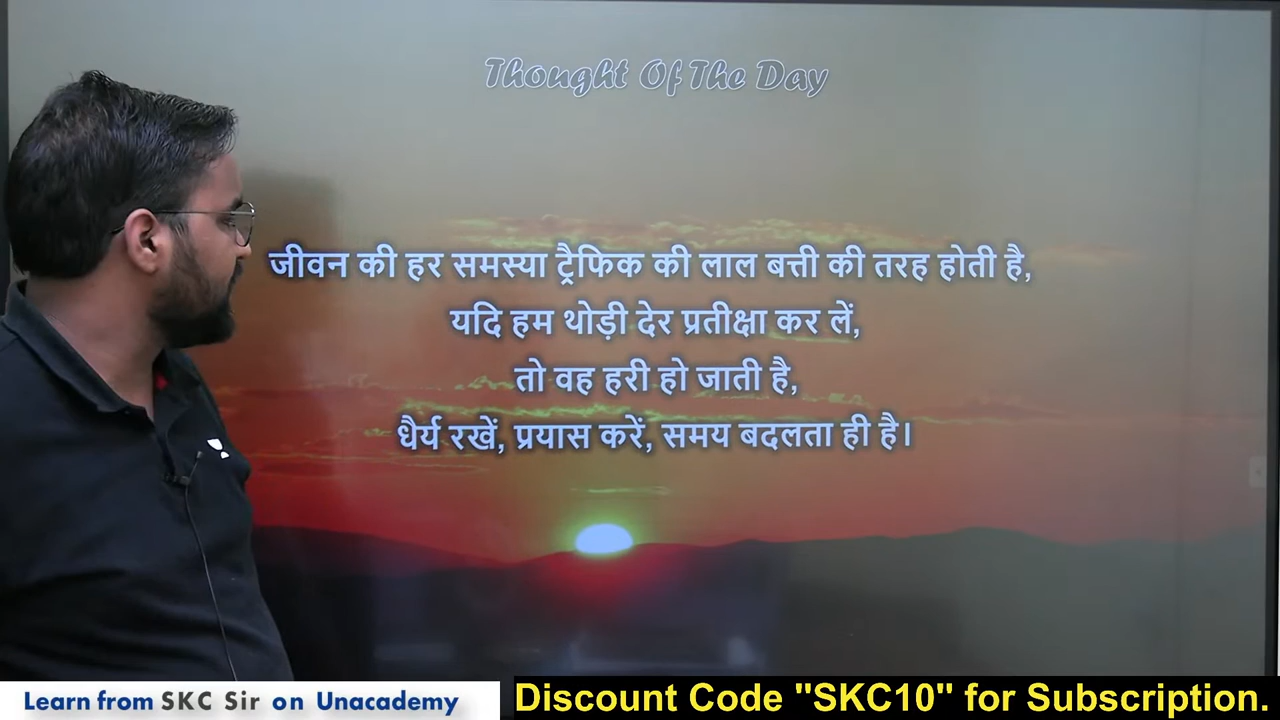 Thought Of The Day
जीवन की हर समस्या ट्रैफिक की लाल बत्ती की तरह होती है,
यदि हम थोड़ी देर प्रतीक्षा कर लें,
तो वह हरी हो जाती है,
धैर्य रखें, प्रयास करें, समय बदलता ही है।
Learn from SKC Sir on Unacademy
Discount Code "SKC10" for Subscription.